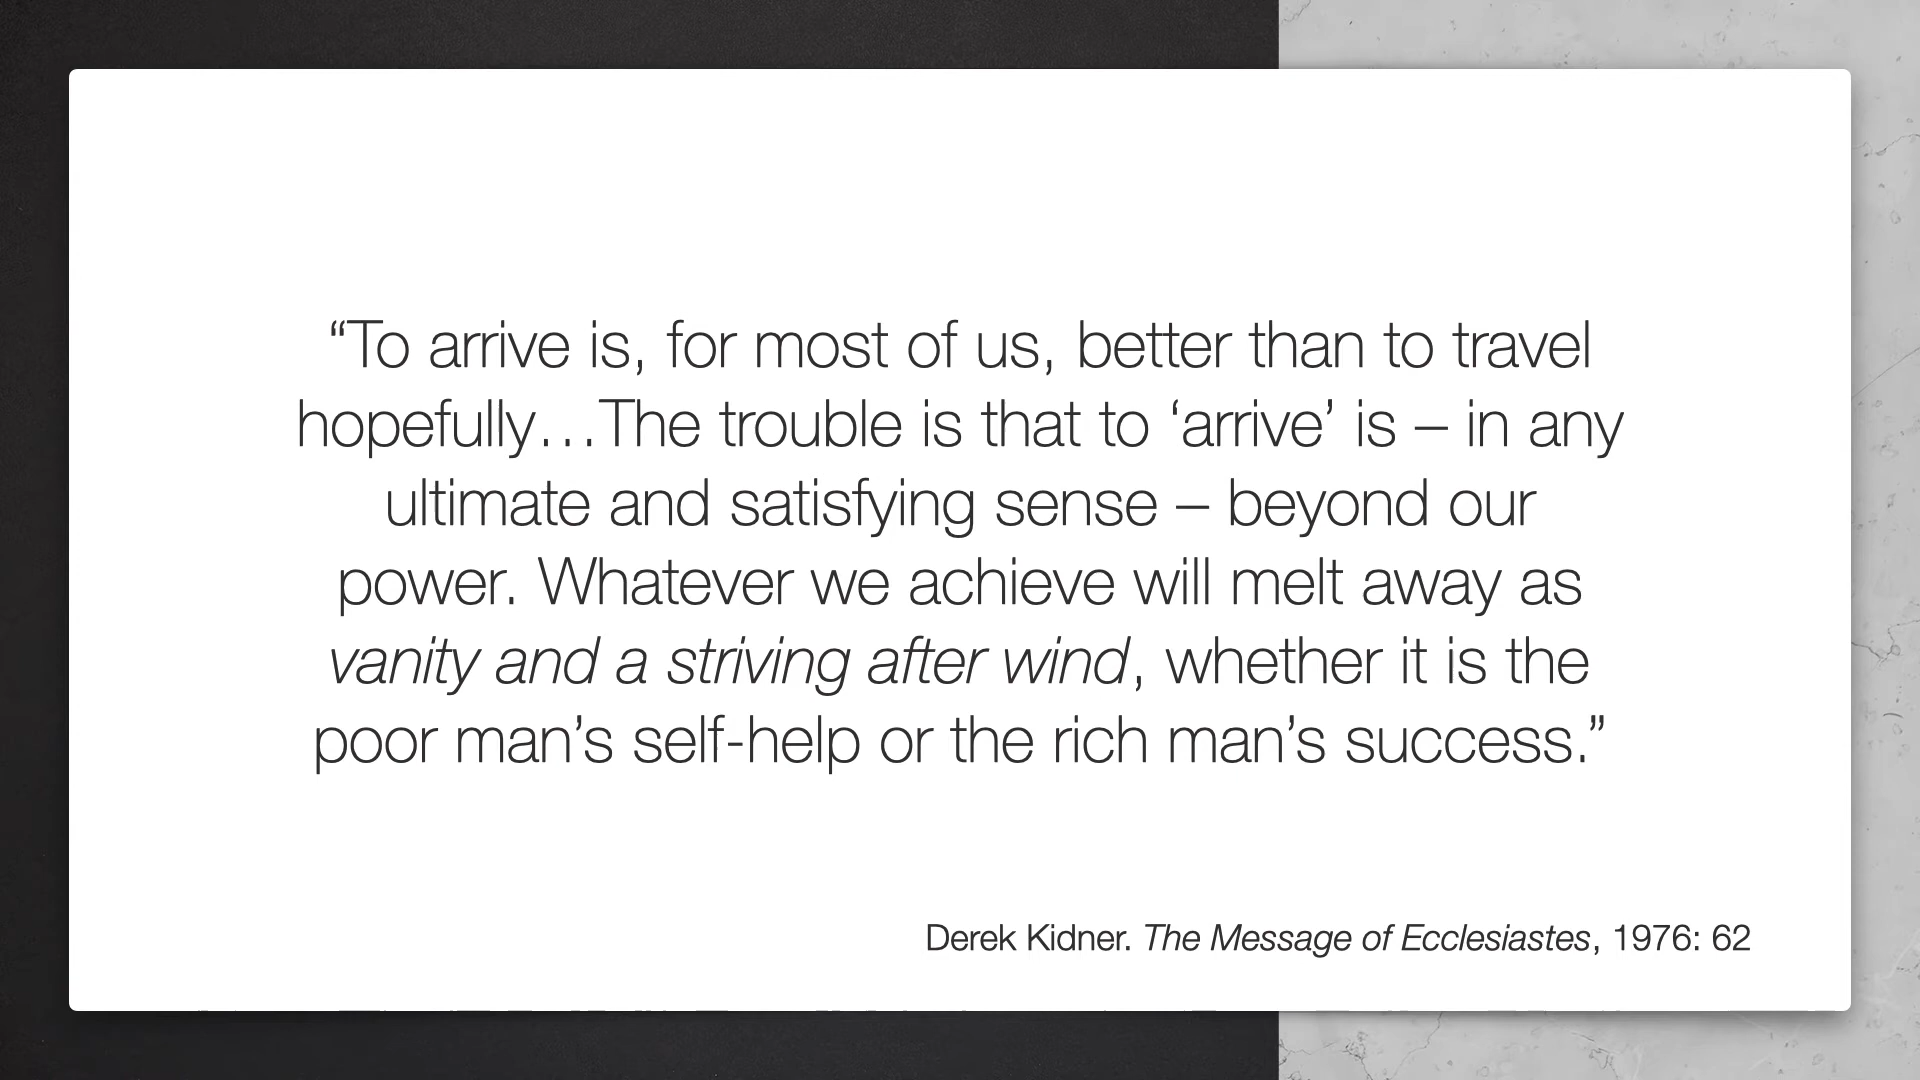 “To arrive is, for most of us, better than to travel
hopefully…The trouble is that to ‘arrive’ is – in any
ultimate and satisfying sense – beyond our
power. Whatever we achieve will melt away as
vanity and a striving after wind, whether it is the
poor man’s self-help or the rich man’s success.”
Derek Kidner. The Message of Ecclesiastes, 1976: 62